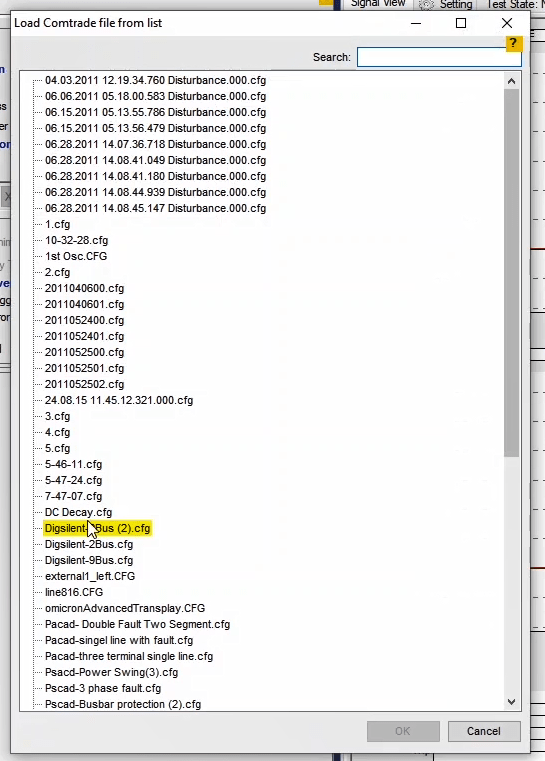 Signal View
Setting
Test State:
Load Comtrade file from list
?
Search:
04.03.2011 12.19.34.760 Disturbance.000.cfg
06.06.2011 05.18.00.583 Disturbance.000.cfg
06.15.2011 05.13.55.786 Disturbance.000.cfg
06.15.2011 05.13.56.479 Disturbance.000.cfg
06.28.2011 14.07.36.718 Disturbance.000.cfg
06.28.2011 14.08.41.049 Disturbance.000.cfg
06.28.2011 14.08.41.180 Disturbance.000.cfg
06.28.2011 14.08.44.939 Disturbance.000.cfg
06.28.2011 14.08.45.147 Disturbance.000.cfg
1.cfg
10-32-28.cfg
1st Osc.CFG
2.cfg
2011040600.cfg
2011040601.cfg
2011052400.cfg
2011052401.cfg
2011052500.cfg
2011052501.cfg
2011052502.cfg
24.08.15 11.45.12.321.000.cfg
3.cfg
4.cfg
5.cfg
5-46-11.cfg
5-47-24.cfg
7-47-07.cfg
DC Decay.cfg
Digsilent- Bus (2).cfg
Digsilent-2Bus.cfg
Digsilent-9Bus.cfg
external1_left.CFG
line816.CFG
omicronAdvancedTransplay.CFG
Pacad- Double Fault Two Segment.cfg
Pacad-singel line with fault.cfg
Pacad-three terminal single line.cfg
Psacd-Power Swing(3).cfg
Pscad-3 phase fault.cfg
Pscad-Busbar protection (2).cfg
OK
Cancel